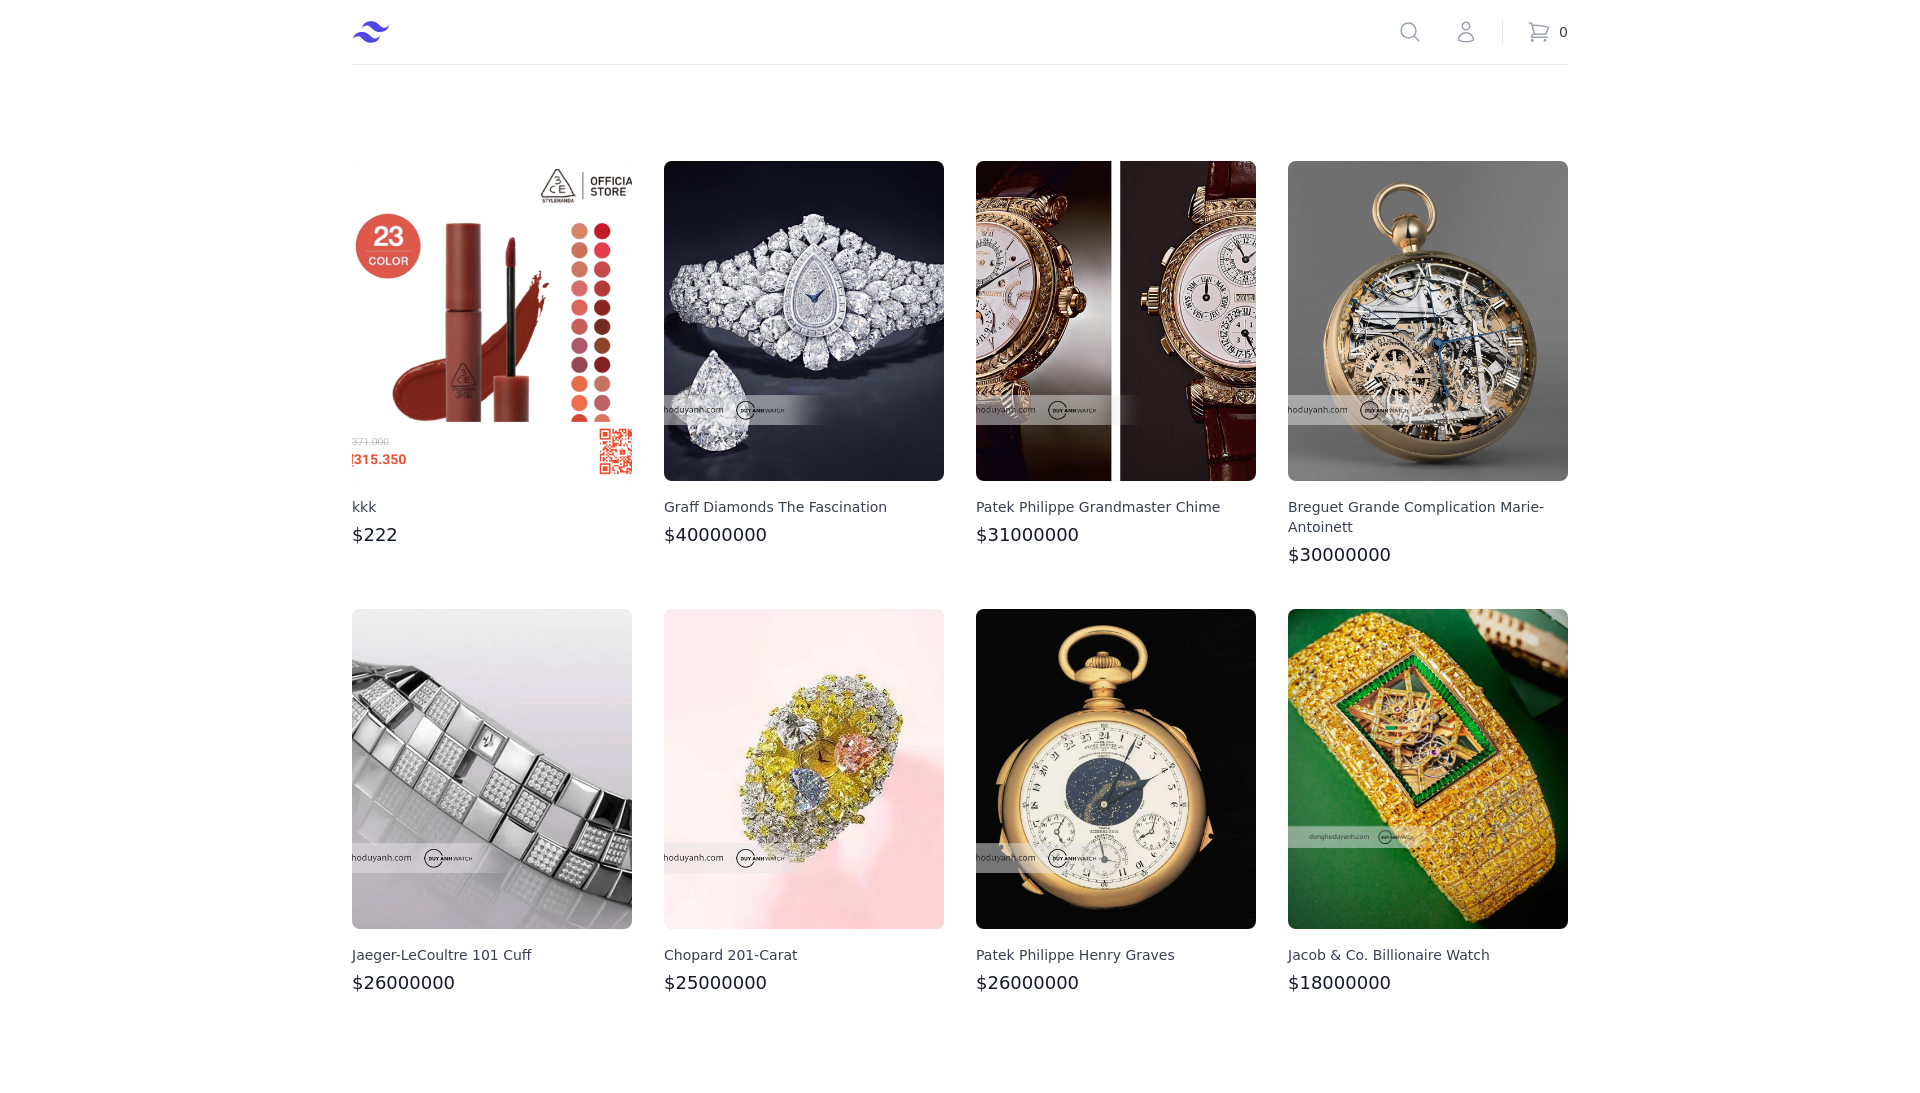 0
3
CE
STYLENANDA
OFFICIA
STORE
23
COLOR
371.000
315.350
hoduyanh.com DUY ANH WATCH
hoduyanh.com DUY ANH WATCH
hoduyanh.com DUY ANH WATCH
kkk
$222
Graff Diamonds The Fascination
$40000000
Patek Philippe Grandmaster Chime
$31000000
Breguet Grande Complication Marie-
Antoinett
$30000000
hoduyanh.com DUY ANH WATCH
hoduyanh.com DUY ANH WATCH
hoduyanh.com DUY ANH WATCH
donghoduyanh.com DUY ANH WATCH
Jaeger-LeCoultre 101 Cuff
$26000000
Chopard 201-Carat
$25000000
Patek Philippe Henry Graves
$26000000
Jacob & Co. Billionaire Watch
$18000000